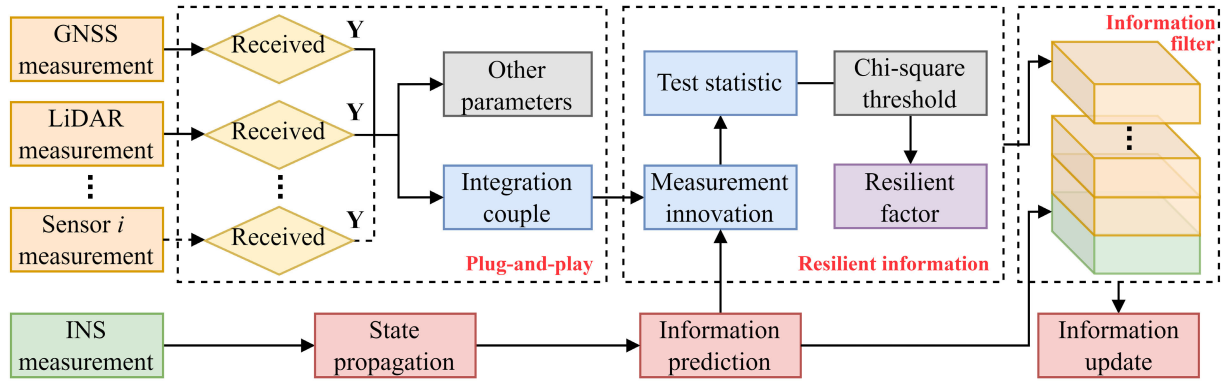 GNSS
measurement
Received
Y
LiDAR
measurement
Received
Y
Sensor i
measurement
Received
Y
Other
parameters
Integration
couple
Plug-and-play
Test statistic
Chi-square
threshold
Measurement
innovation
Resilient
factor
Resilient information
Information
filter
INS
measurement
State
propagation
Information
prediction
Information
update